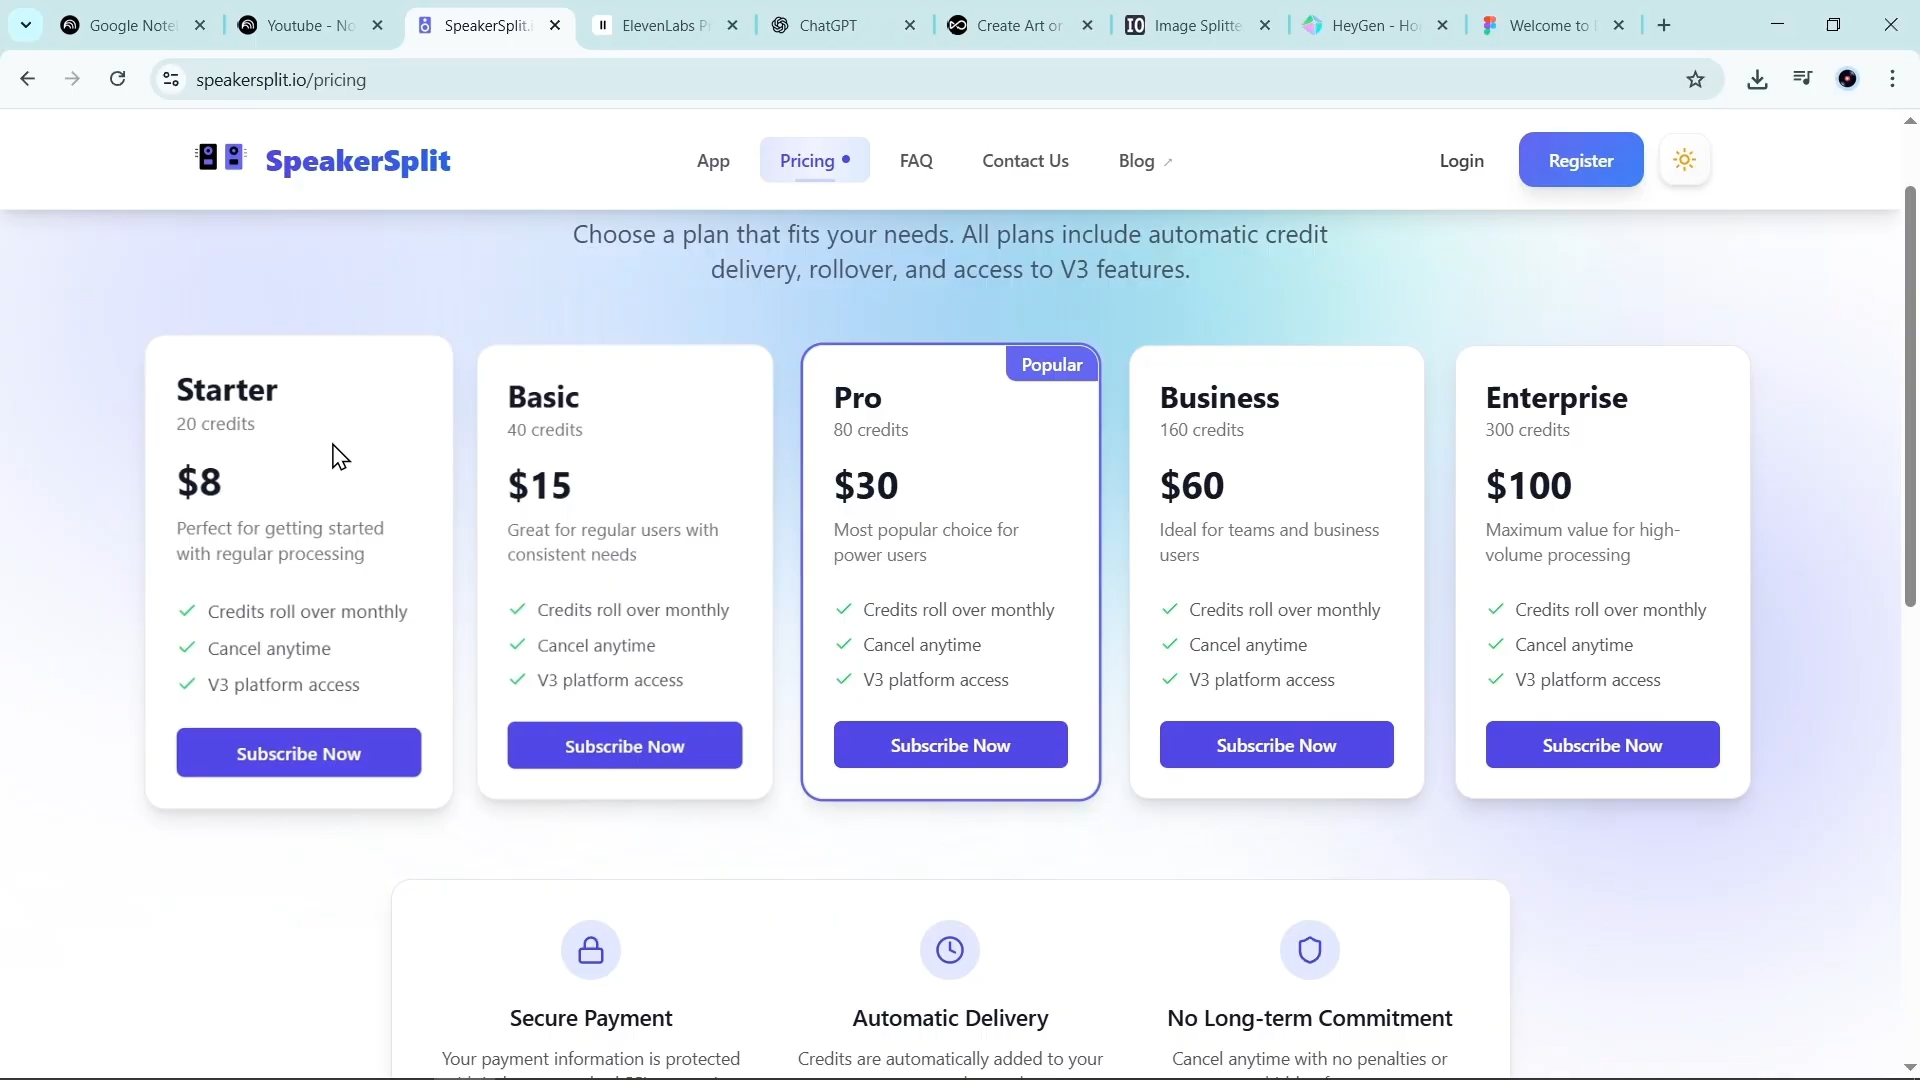 Google Note
Youtube - No
SpeakerSplit.i
ElevenLabs P
ChatGPT
Create Art or
Image Splitte
HeyGen - Ho
Welcome to
speakersplit.io/pricing
SpeakerSplit
App
Pricing
FAQ
Contact Us
Blog
Login
Register
Choose a plan that fits your needs. All plans include automatic credit
delivery, rollover, and access to V3 features.
Starter
20 credits
$8
Perfect for getting started
with regular processing
Credits roll over monthly
Cancel anytime
V3 platform access
Subscribe Now
Basic
40 credits
$15
Great for regular users with
consistent needs
Credits roll over monthly
Cancel anytime
V3 platform access
Subscribe Now
Popular
Pro
80 credits
$30
Most popular choice for
power users
Credits roll over monthly
Cancel anytime
V3 platform access
Subscribe Now
Business
160 credits
$60
Ideal for teams and business
users
Credits roll over monthly
Cancel anytime
V3 platform access
Subscribe Now
Enterprise
300 credits
$100
Maximum value for high-
volume processing
Credits roll over monthly
Cancel anytime
V3 platform access
Subscribe Now
Secure Payment
Your payment information is protected
Automatic Delivery
Credits are automatically added to your
No Long-term Commitment
Cancel anytime with no penalties or